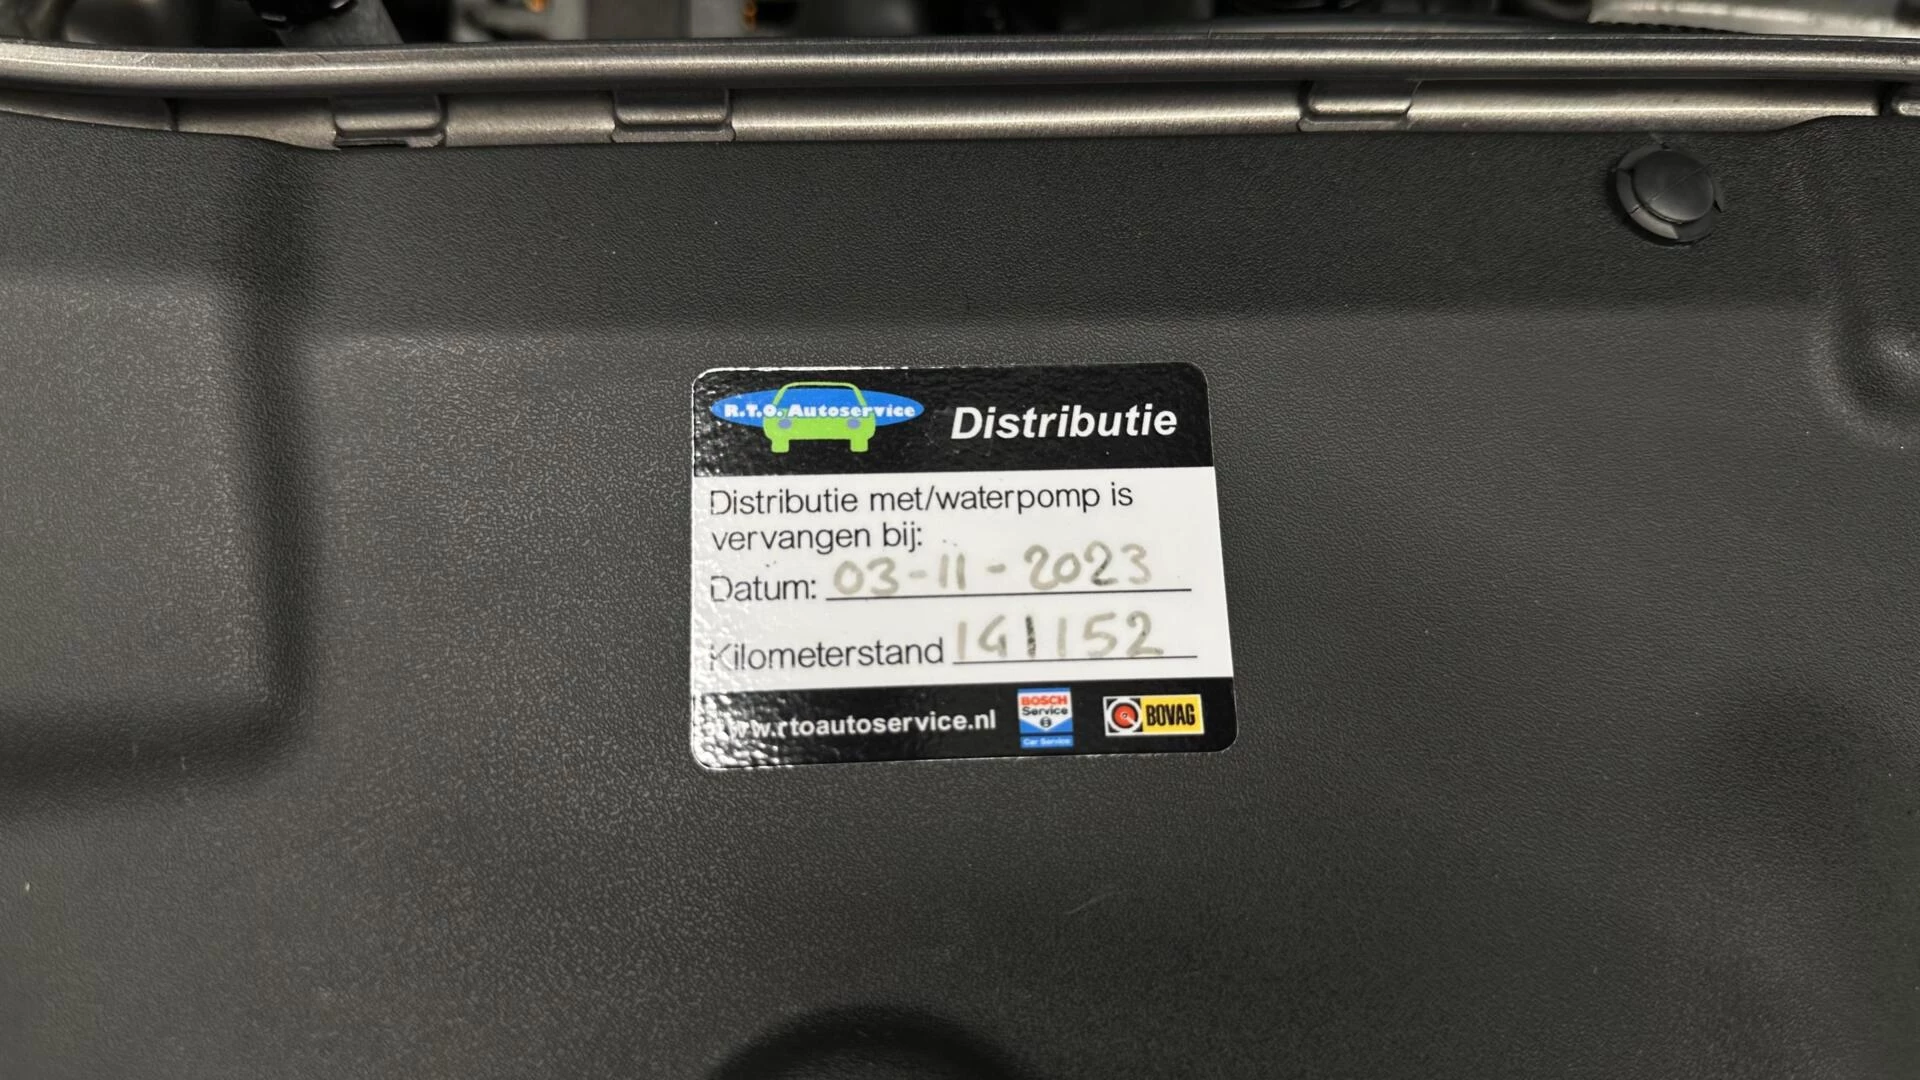 R.T.O. Autoservice
Distributie
Distributie met/waterpomp is
vervangen bij:
Datum: 03-11-2023
Kilometerstand 141152
www.rtoautoservice.nl
BOSCH
Service
Car Service
BOVAG